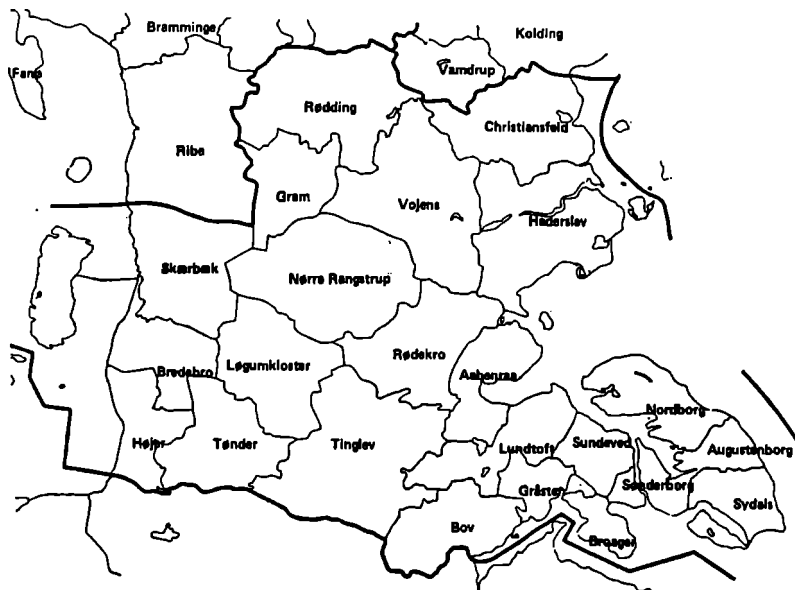 Bramminge
Kolding
Fanø
Vamdrup
Rødding
Christiansfeld
Ribe
Gram
Vojens
Haderslev
Skærbæk
Nørre Rangstrup
Rødekro
Bredebro
Løgumkloster
Aabenraa
Nordborg
Højer
Tønder
Tinglev
Lundtoft
Sundeved
Augustenborg
Gråsten
Sønderborg
Sydals
Bov
Broager